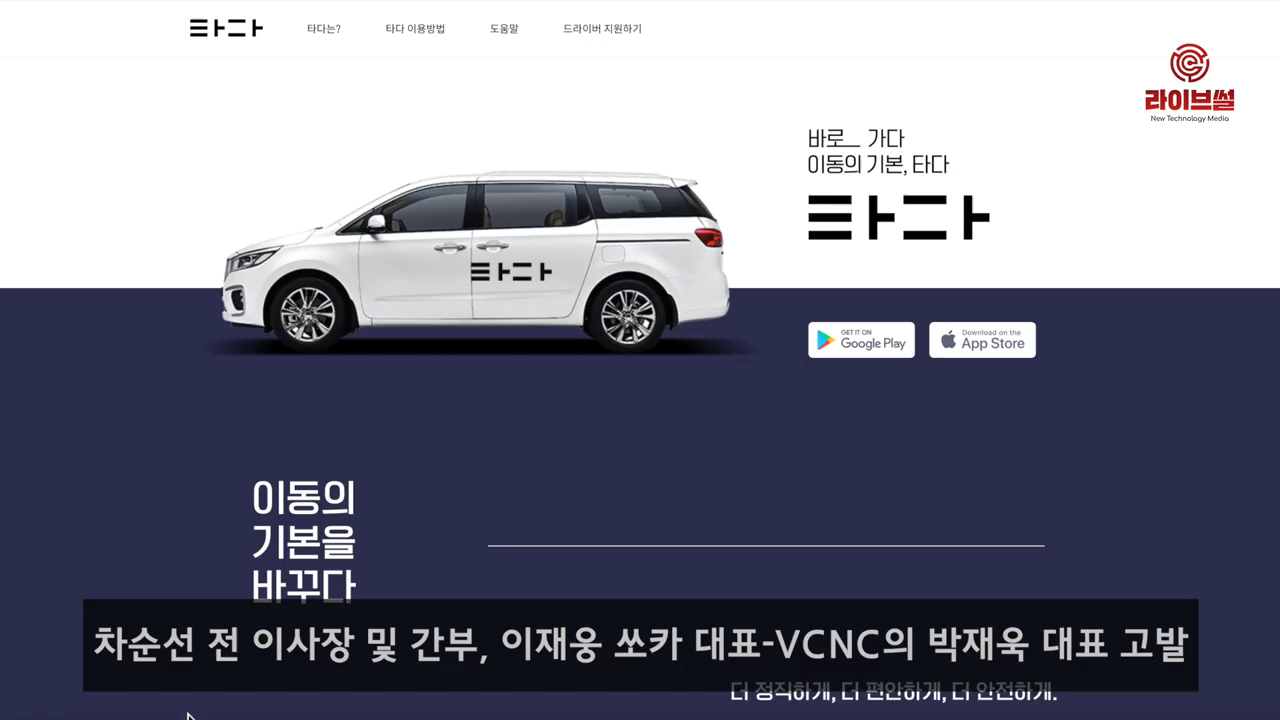 타다 타다는? 타다 이용방법 도움말 드라이버 지원하기
라이브썰
New Technology Media
바로 가다
이동의 기본, 타다
타다
타다
GET IT ON
Google Play
Download on the
App Store
이동의
기본을
바꾸다
차순선 전 이사장 및 간부, 이재웅 쏘카 대표-VCNC의 박재욱 대표 고발
더 정직하게, 더 편안하게, 더 안전하게.